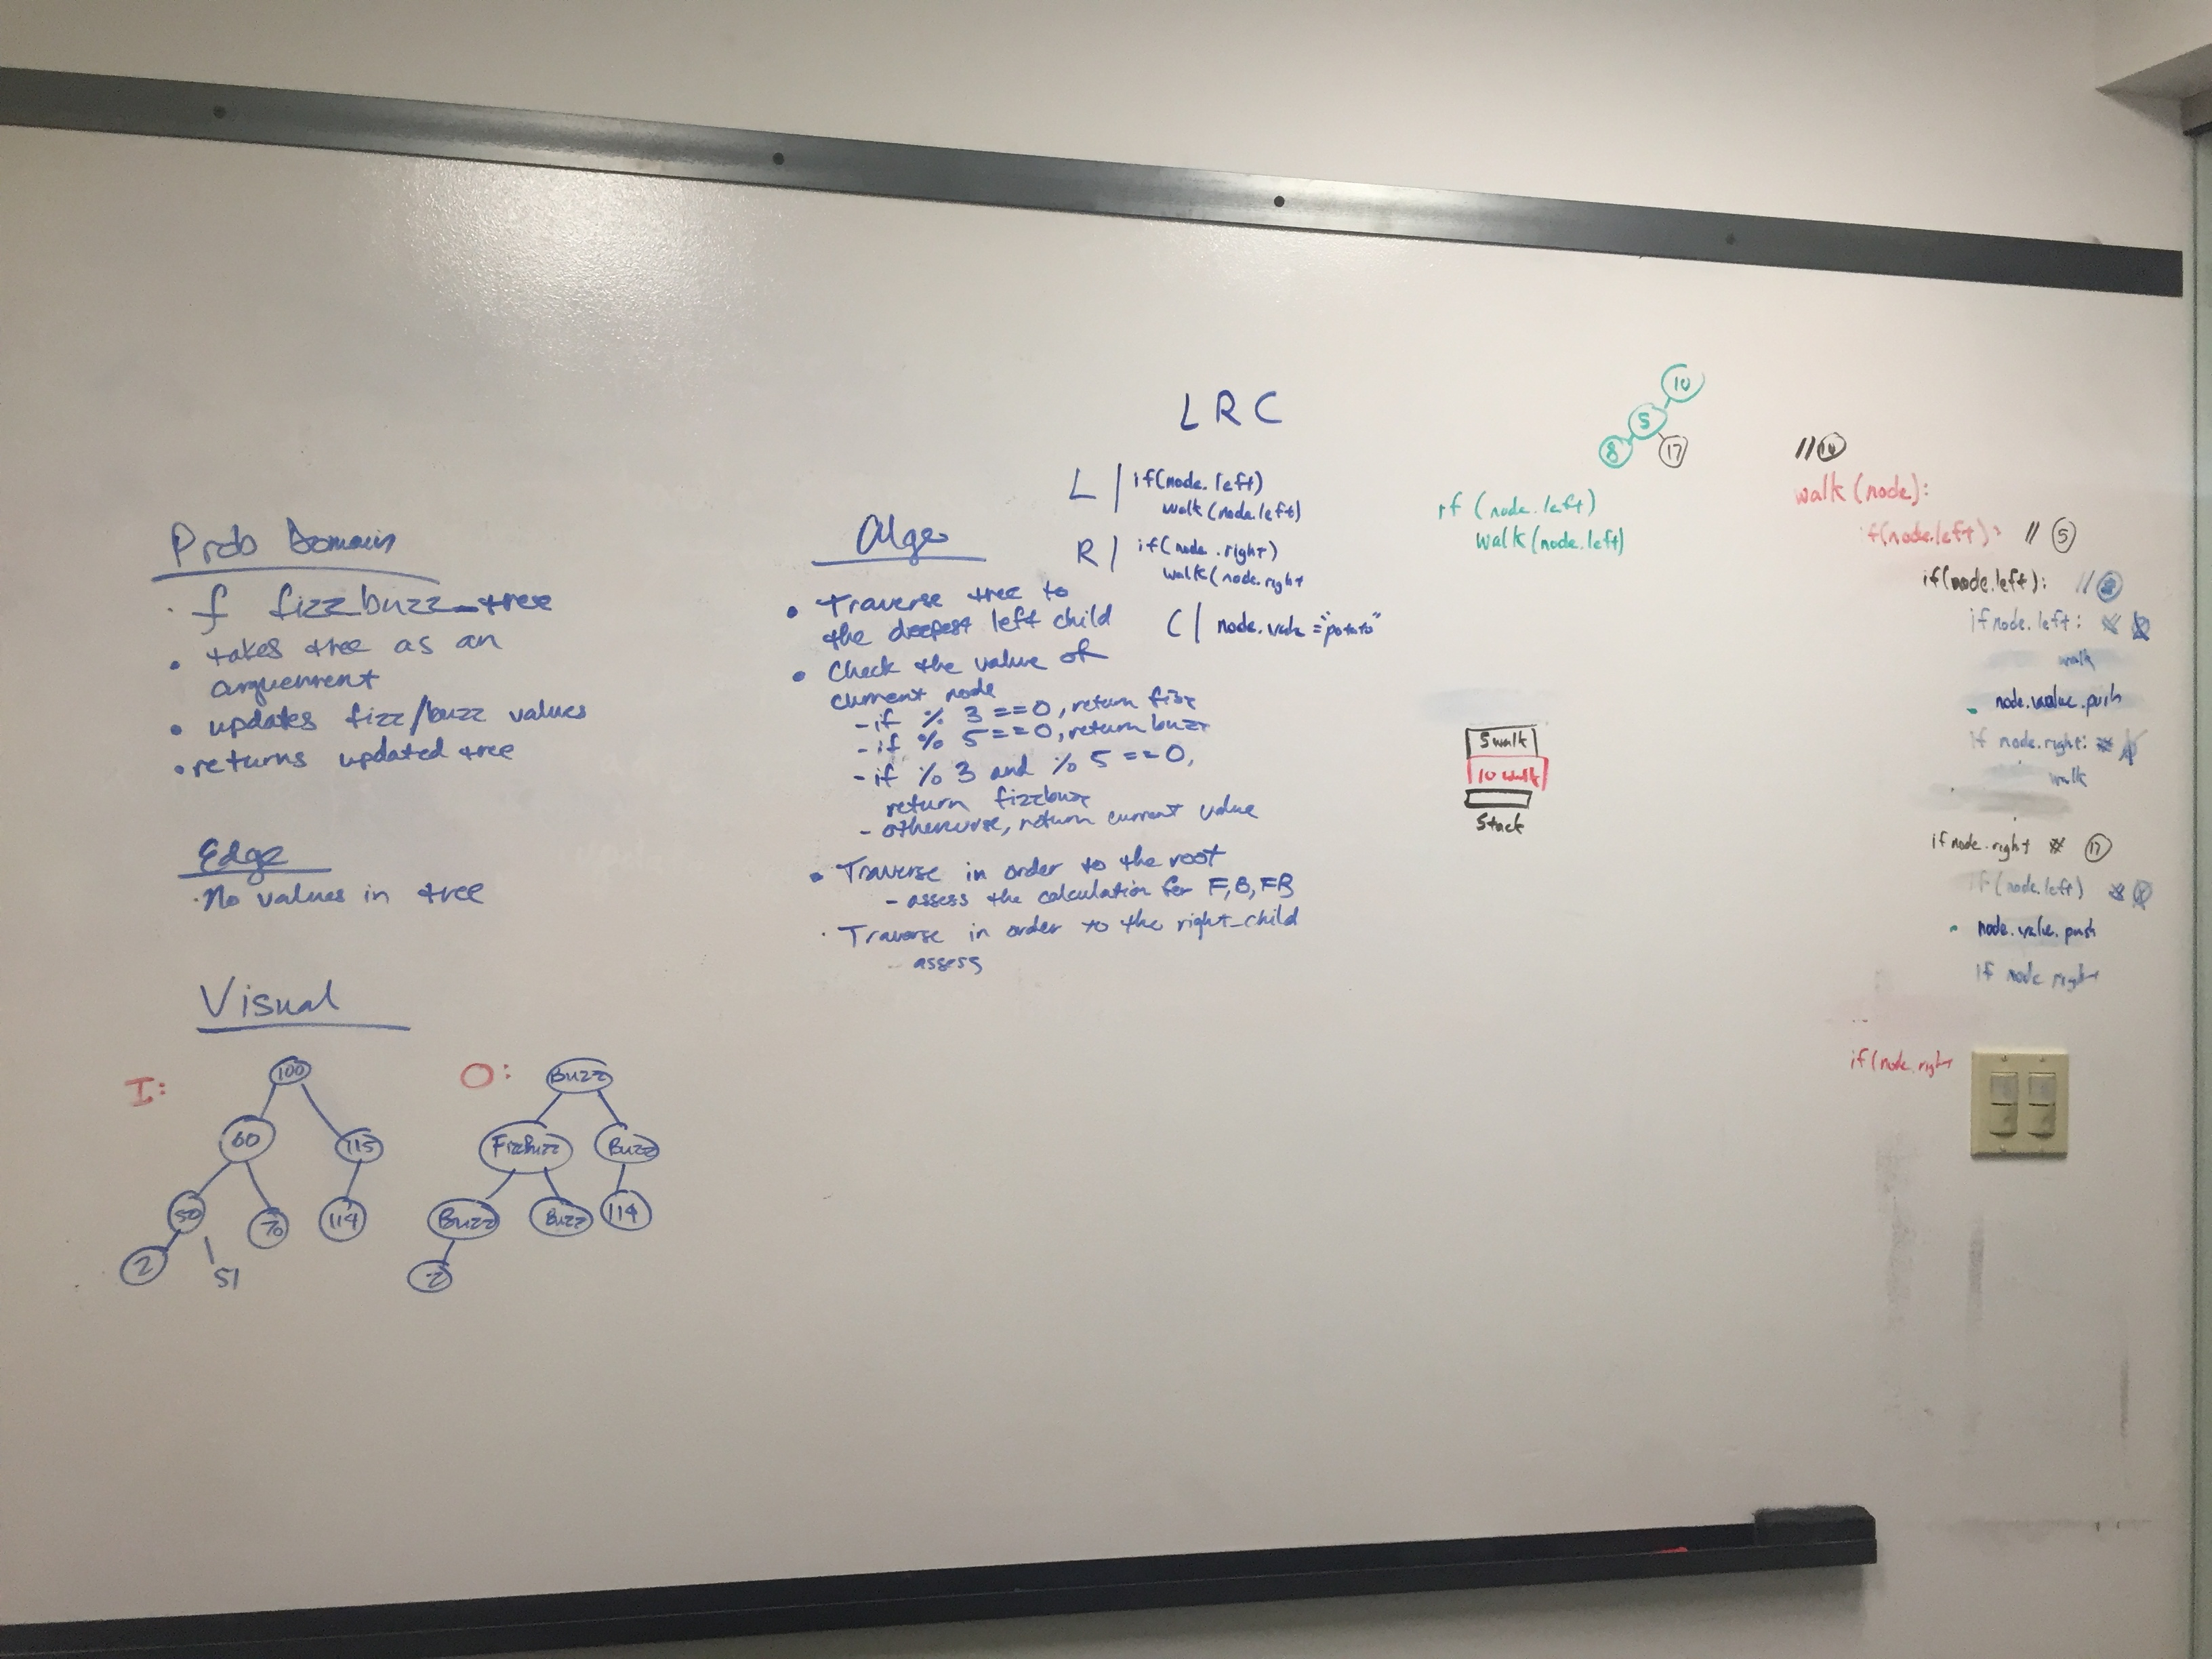 Prob Domain
· f fizzbuzz_tree
• takes tree as an
arguement
• updates fizz/buzz values
• returns updated tree
Edge
· No values in tree
Visual
I:
100
60
115
50
70
114
2
51
O:
Buzz
Fizzbuzz
Buzz
Buzz
Buzz
114
2
Algo
• Traverse tree to
the deepest left child
• Check the value of
current node
- if % 3 == 0, return fizz
- if % 5 == 0, return buzz
- if % 3 and % 5 == 0,
return fizzbuzz
- otherwise, return current value
• Traverse in order to the root
- assess the calculation for F, B, FB
· Traverse in order to the right_child
- assess
L R C
L | if(node.left)
walk(node.left)
R | if(node.right)
walk(node.right
C | node.value = "potato"
10
5
8
17
if (node.left)
walk(node.left)
5 walk
10 walk
Stack
// 10
walk(node):
if(node.left): // 5
if(node.left): // 8
if node.left:
walk
node.value.push
if node.right:
walk
if node.right 17
if(node.left)
node.value.push
if node right
if(node.right